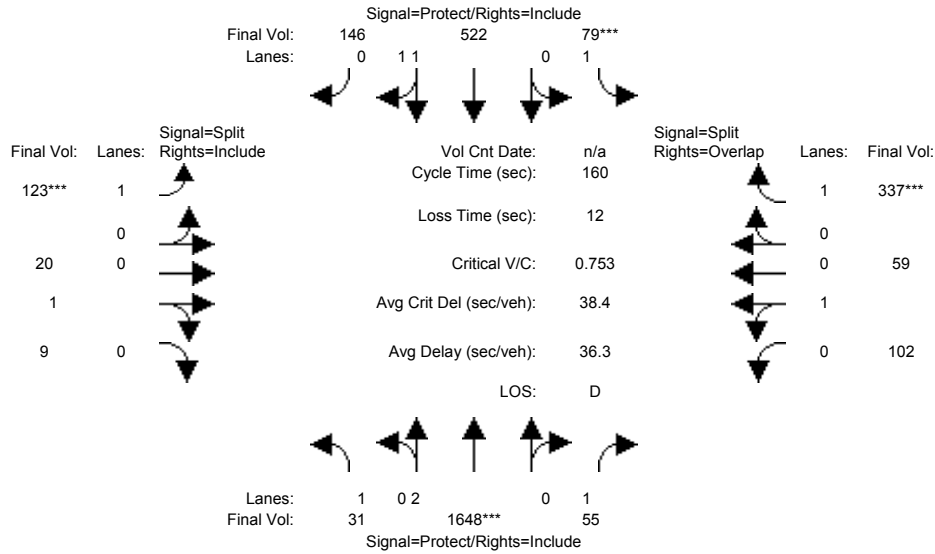 Signal=Protect/Rights=Include
Final Vol: 146 522 79***
Lanes: 0 1 1 0 1
Signal=Split
Final Vol: Lanes: Rights=Include
Vol Cnt Date: n/a
Signal=Split
Rights=Overlap Lanes: Final Vol:
Cycle Time (sec): 160
123*** 1
1 337***
Loss Time (sec): 12
0
0
20 0
Critical V/C: 0.753
0 59
1
Avg Crit Del (sec/veh): 38.4
1
9 0
Avg Delay (sec/veh): 36.3
0 102
LOS: D
Lanes: 1 0 2 0 1
Final Vol: 31 1648*** 55
Signal=Protect/Rights=Include